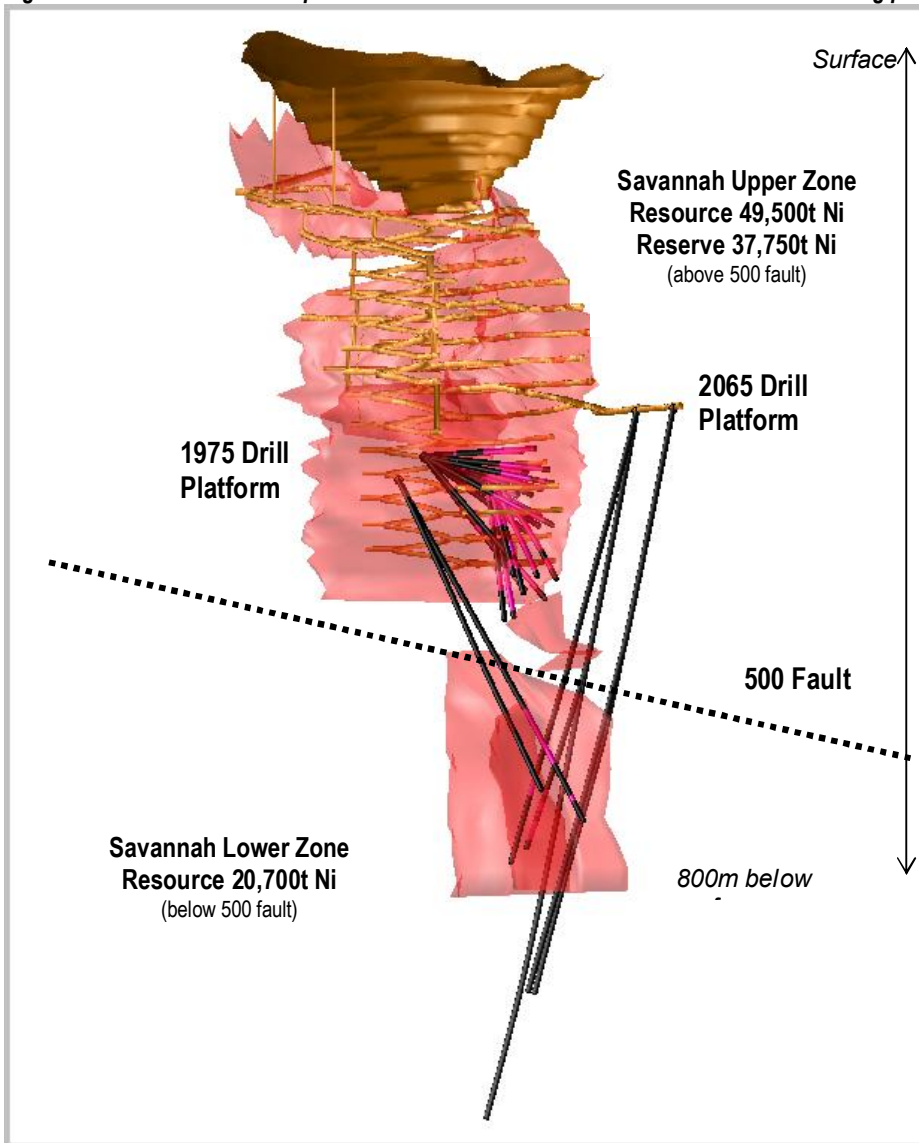 Surface
Savannah Upper Zone
Resource 49,500t Ni
Reserve 37,750t Ni
(above 500 fault)
2065 Drill
Platform
1975 Drill
Platform
500 Fault
Savannah Lower Zone
Resource 20,700t Ni
(below 500 fault)
800m below